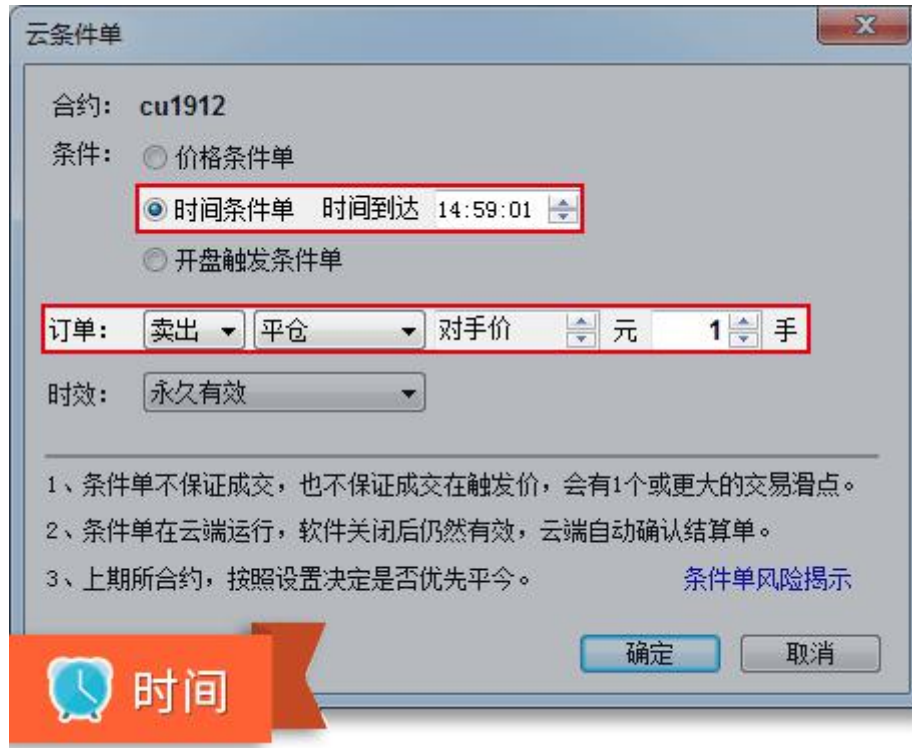 云条件单
合约： cu1912
条件： 价格条件单
时间条件单 时间到达 14:59:01
开盘触发条件单
订单： 卖出 平仓 对手价 元 1 手
时效： 永久有效
1、条件单不保证成交，也不保证成交在触发价，会有1个或更大的交易滑点。
2、条件单在云端运行，软件关闭后仍然有效，云端自动确认结算单。
3、上期所合约，按照设置决定是否优先平今。 条件单风险揭示
确定 取消
时间